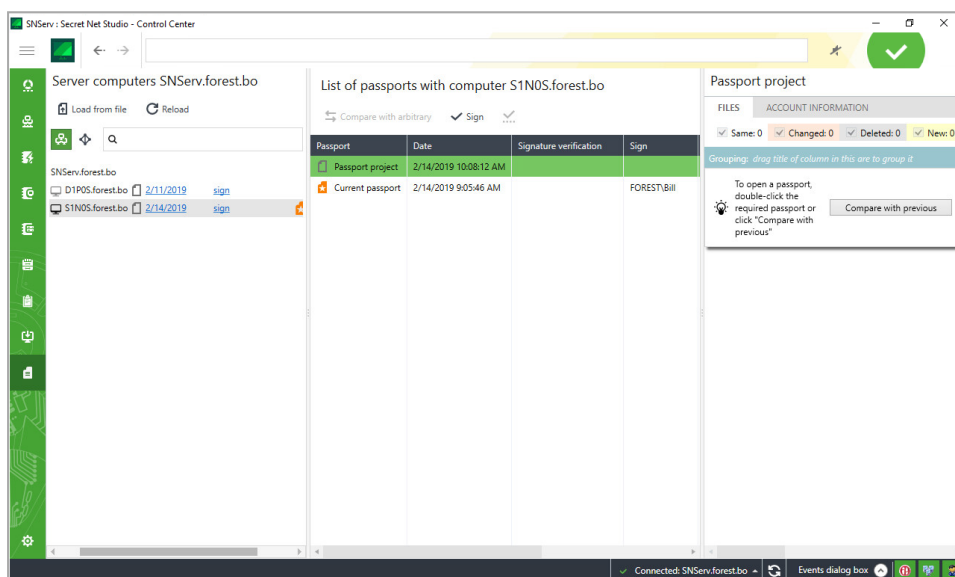 SNServ : Secret Net Studio - Control Center
Server computers SNServ.forest.bo
Load from file Reload
SNServ.forest.bo
D1P0S.forest.bo 2/11/2019 sign
S1N0S.forest.bo 2/14/2019 sign
List of passports with computer S1N0S.forest.bo
Compare with arbitrary Sign
Passport Date Signature verification Sign
Passport project 2/14/2019 10:08:12 AM
Current passport 2/14/2019 9:05:46 AM FOREST\Bill
Passport project
FILES ACCOUNT INFORMATION
Same: 0 Changed: 0 Deleted: 0 New: 0
Grouping: drag title of column in this are to group it
To open a passport,
double-click the
required passport or
click "Compare with
previous"
Compare with previous
Connected: SNServ.forest.bo Events dialog box